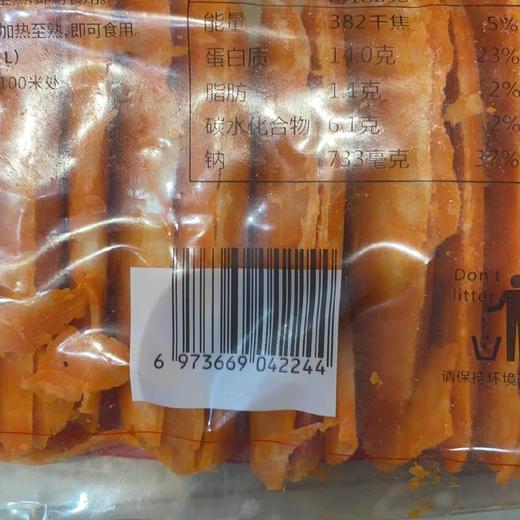 加热至熟,即可食用
L)
100米处
能量 382千焦 5%
蛋白质 14.0克 23%
脂肪 1.1克 2%
碳水化合物 6.1克 2%
钠 733毫克 37%
Don't
litter
请保持环境
6 973669 042244